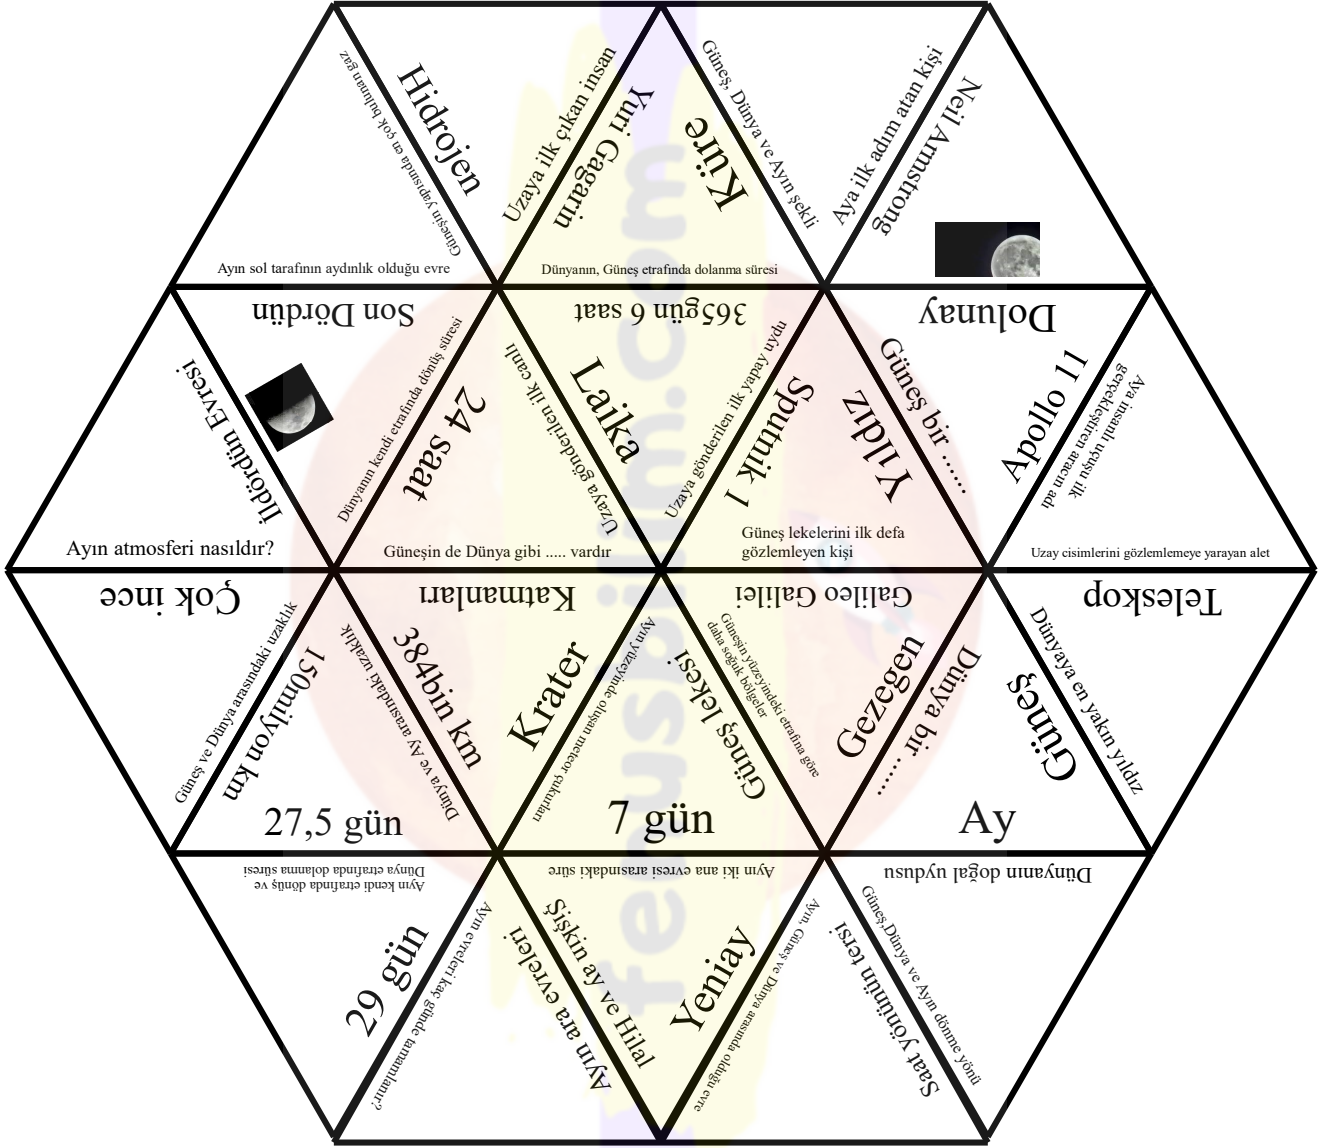 Güneşin yapısında en çok bulunan gaz
Hidrojen
Uzaya ilk çıkan insan
Yuri Gagarin
Küre
Güneş, Dünya ve Ayın şekli
Aya ilk adım atan kişi
Neil Armstrong
Ayın sol tarafının aydınlık olduğu evre
Dünyanın, Güneş etrafında dolanma süresi
Son Dördün
365gün 6 saat
Dolunay
İldördün Evresi
Dünyanın kendi etrafında dönüş süresi
24 saat
Uzaya gönderilen ilk canlı
Laika
Uzaya gönderilen ilk yapay uydu
Sputnik 1
Yıldız
Güneş bir ......
Apollo 11
Aya insanlı uçuşu ilk
gerçekleştiren aracın adı
Ayın atmosferi nasıldır?
Güneşin de Dünya gibi ..... vardır
Güneş lekelerini ilk defa
gözlemleyen kişi
Uzay cisimlerini gözlemlemeye yarayan alet
Çok ince
Katmanları
Galileo Galilei
Teleskop
Güneş ve Dünya arasındaki uzaklık
150milyon km
Dünya ve Ay arasındaki uzaklık
384bin km
Krater
Ayın yüzeyinde oluşan meteor çukurları
Güneş lekesi
Güneşin yüzeyindeki etrafına göre
daha soğuk bölgeler
Gezegen
Dünya bir ......
Güneş
Dünyaya en yakın yıldız
27,5 gün
7 gün
Ay
Ayın kendi etrafında dönüş ve
Dünya etrafında dolanma süresi
Ayın iki ana evresi arasındaki süre
Dünyanın doğal uydusu
29 gün
Ayın evreleri kaç günde tamamlanır?
Ayın ara evreleri
Şişkin ay ve Hilal
Yeniay
Ayın, Güneş ve Dünya arasında olduğu evre
Saat yönünün tersi
Güneş,Dünya ve Ayın dönme yönü
fenusbilim.com